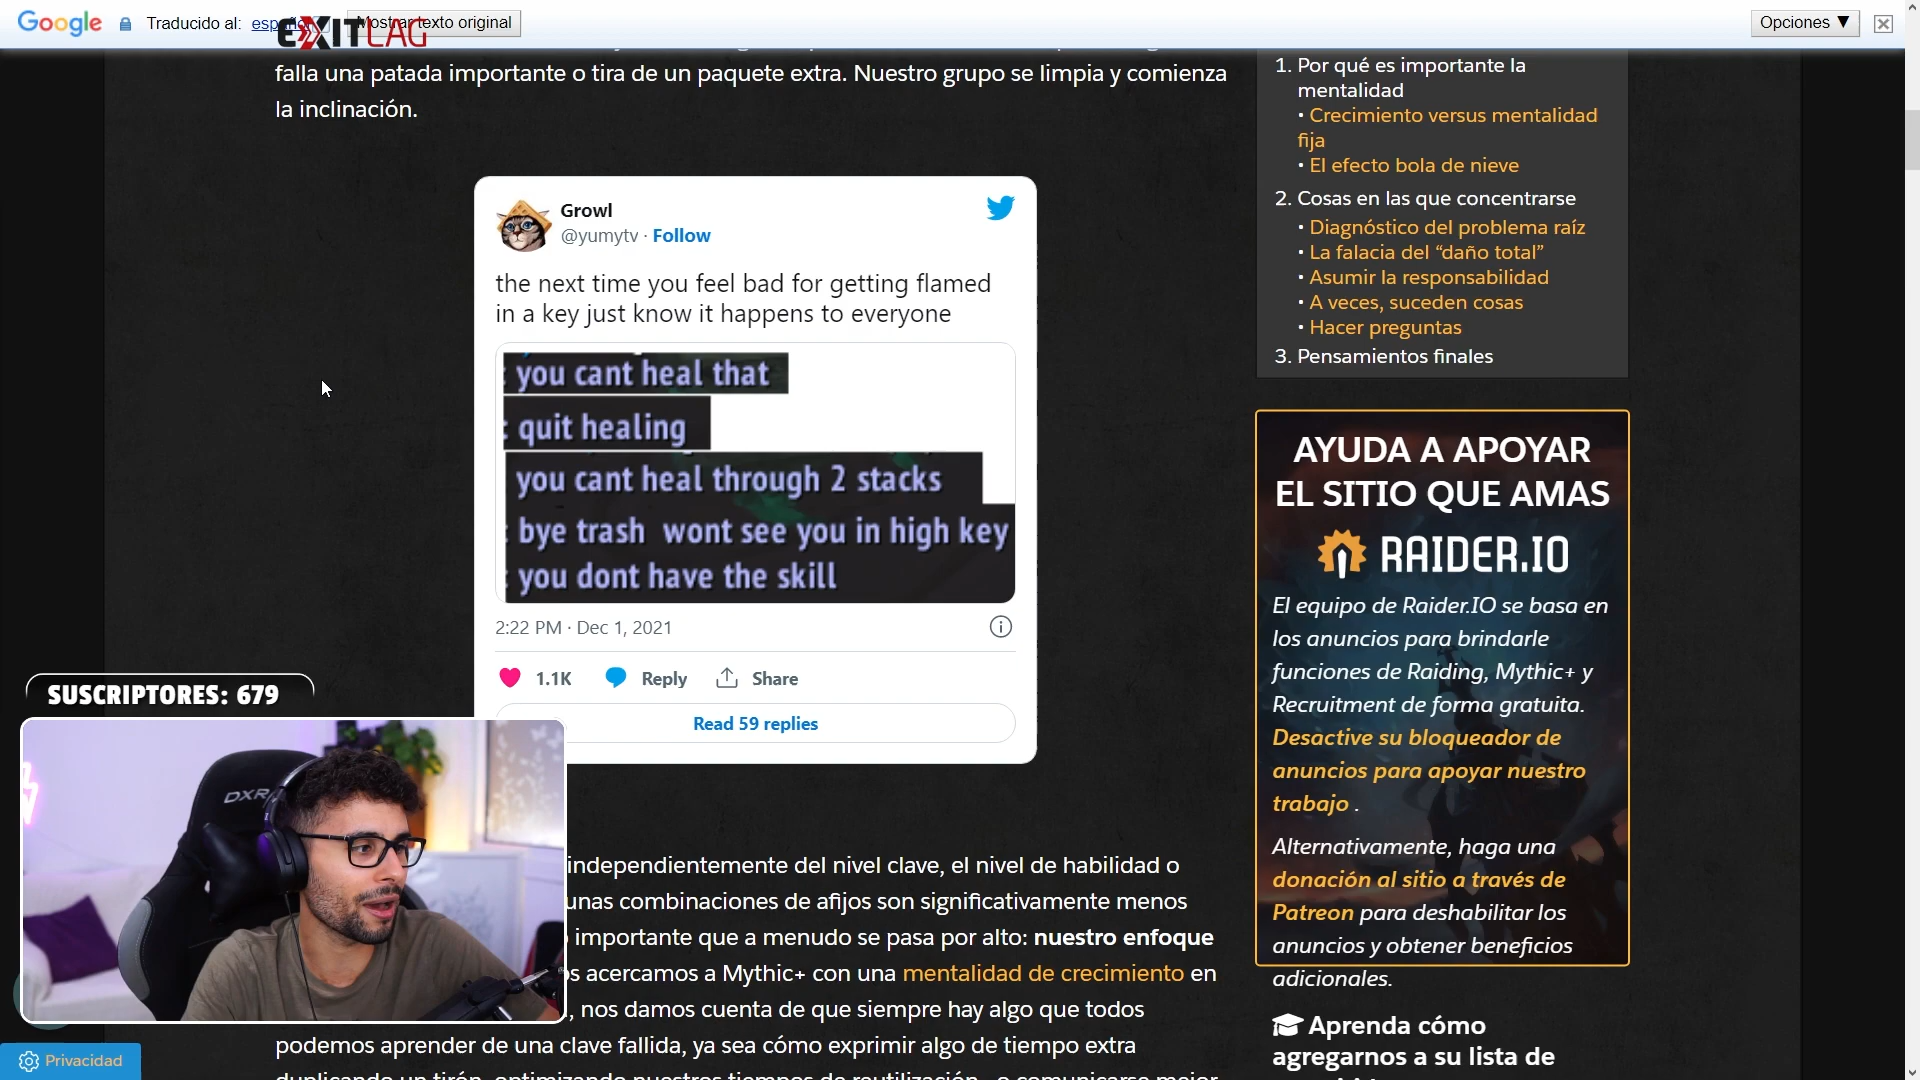 Google
Traducido al: español
Mostrar texto original
EXITLAG
Opciones ▼
falla una patada importante o tira de un paquete extra. Nuestro grupo se limpia y comienza
la inclinación.
Growl
@yumytv · Follow
the next time you feel bad for getting flamed
in a key just know it happens to everyone
: you cant heal that
: quit healing
you cant heal through 2 stacks
: bye trash wont see you in high key
: you dont have the skill
2:22 PM · Dec 1, 2021
1.1K Reply Share
Read 59 replies
SUSCRIPTORES: 679
DXR
independientemente del nivel clave, el nivel de habilidad o
unas combinaciones de afijos son significativamente menos
importante que a menudo se pasa por alto: nuestro enfoque
os acercamos a Mythic+ con una mentalidad de crecimiento en
, nos damos cuenta de que siempre hay algo que todos
podemos aprender de una clave fallida, ya sea cómo exprimir algo de tiempo extra
duplicando un tirón, optimizando nuestros tiempos de reutilización, o comunicarse mejor
Privacidad
1. Por qué es importante la
mentalidad
• Crecimiento versus mentalidad
fija
• El efecto bola de nieve
2. Cosas en las que concentrarse
• Diagnóstico del problema raíz
• La falacia del “daño total”
• Asumir la responsabilidad
• A veces, suceden cosas
• Hacer preguntas
3. Pensamientos finales
AYUDA A APOYAR
EL SITIO QUE AMAS
RAIDER.IO
El equipo de Raider.IO se basa en
los anuncios para brindarle
funciones de Raiding, Mythic+ y
Recruitment de forma gratuita.
Desactive su bloqueador de
anuncios para apoyar nuestro
trabajo .
Alternativamente, haga una
donación al sitio a través de
Patreon para deshabilitar los
anuncios y obtener beneficios
adicionales.
Aprenda cómo
agregarnos a su lista de